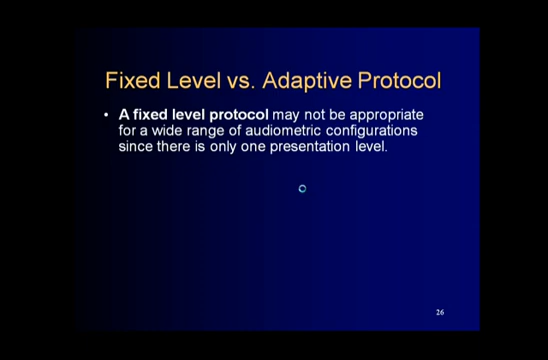 Fixed Level vs. Adaptive Protocol
• A fixed level protocol may not be appropriate
for a wide range of audiometric configurations
since there is only one presentation level.
26